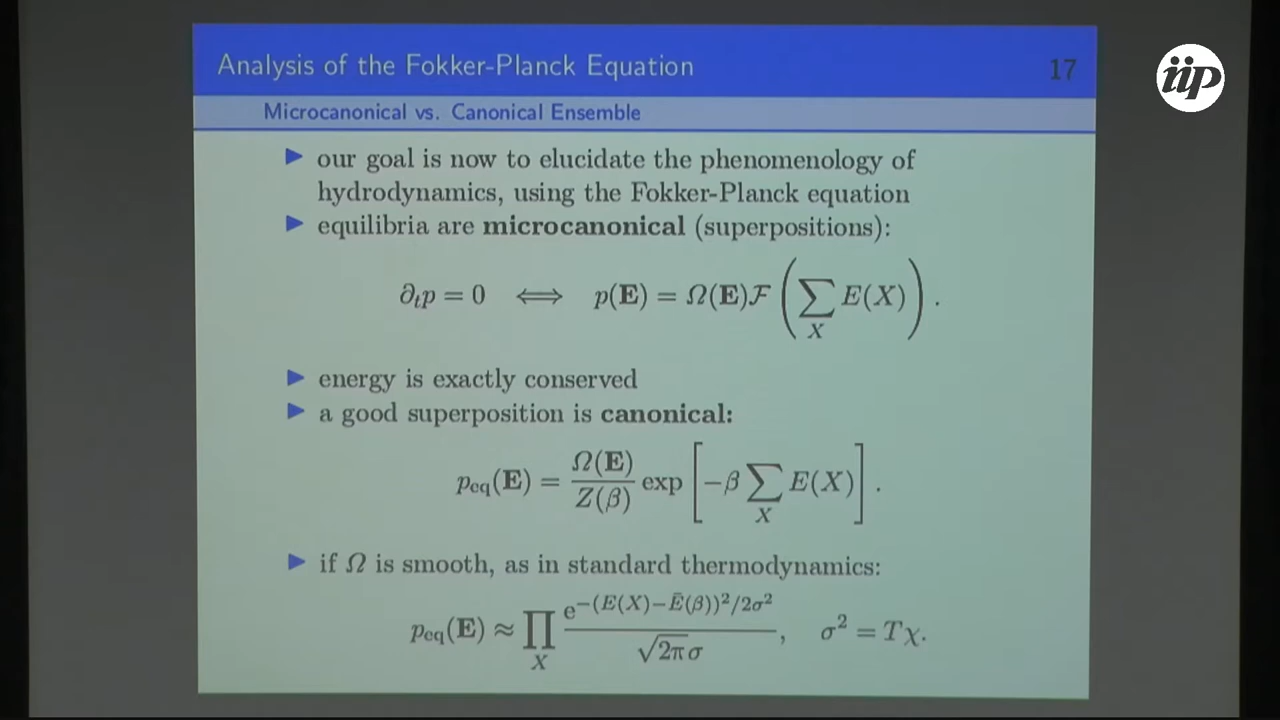 Analysis of the Fokker-Planck Equation
17
iip
Microcanonical vs. Canonical Ensemble
▶ our goal is now to elucidate the phenomenology of
hydrodynamics, using the Fokker-Planck equation
▶ equilibria are microcanonical (superpositions):
∂ₜp = 0 ⟺ p(E) = Ω(E)ℱ(∑_X E(X)).
▶ energy is exactly conserved
▶ a good superposition is canonical:
p_eq(E) = Ω(E)/Z(β) exp[−β ∑_X E(X)].
▶ if Ω is smooth, as in standard thermodynamics:
p_eq(E) ≈ ∏_X e^{−(E(X)−Ē(β))²/2σ²}/√2π σ, σ² = Tχ.